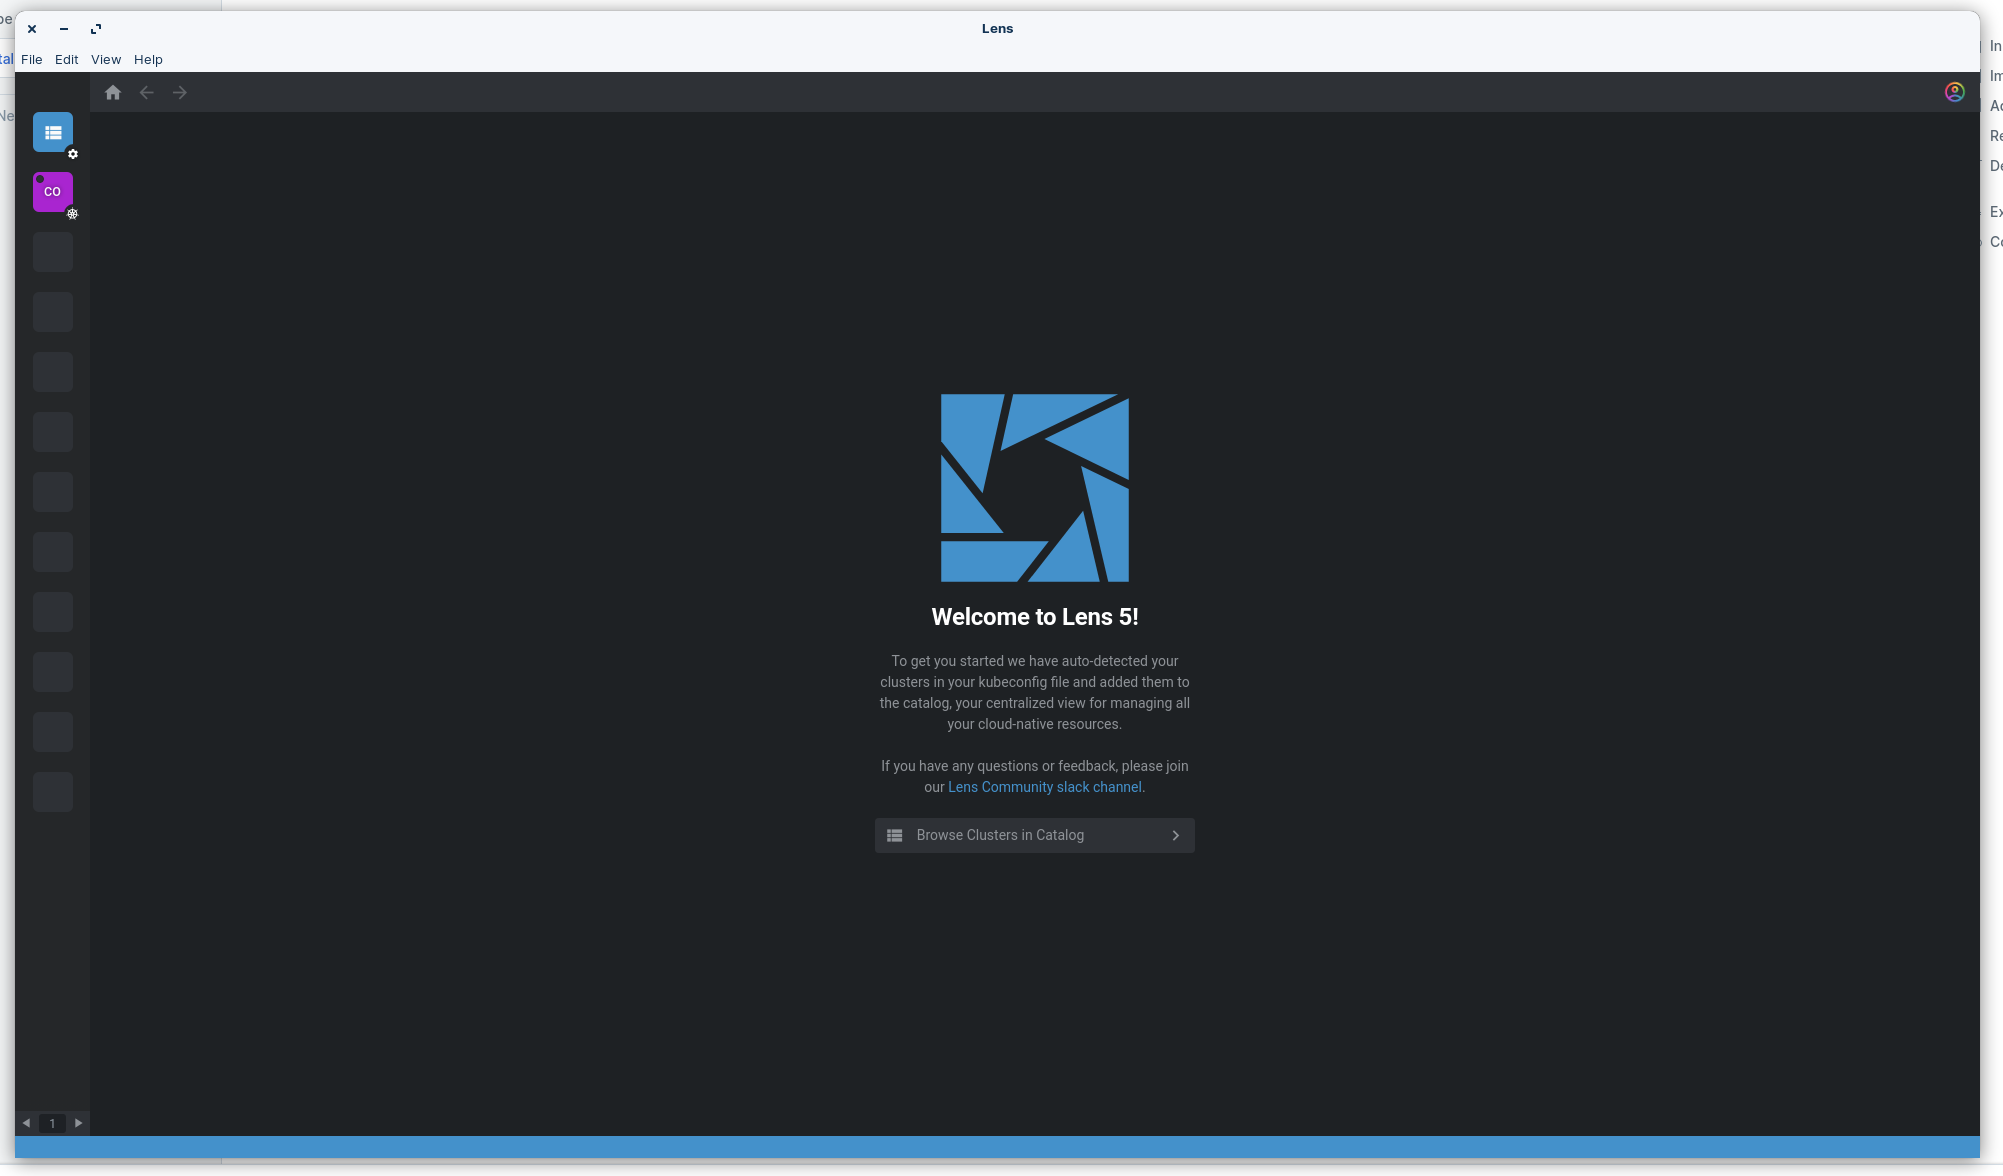 Lens
File Edit View Help
CO
Welcome to Lens 5!
To get you started we have auto-detected your
clusters in your kubeconfig file and added them to
the catalog, your centralized view for managing all
your cloud-native resources.
If you have any questions or feedback, please join
our Lens Community slack channel.
Browse Clusters in Catalog
1